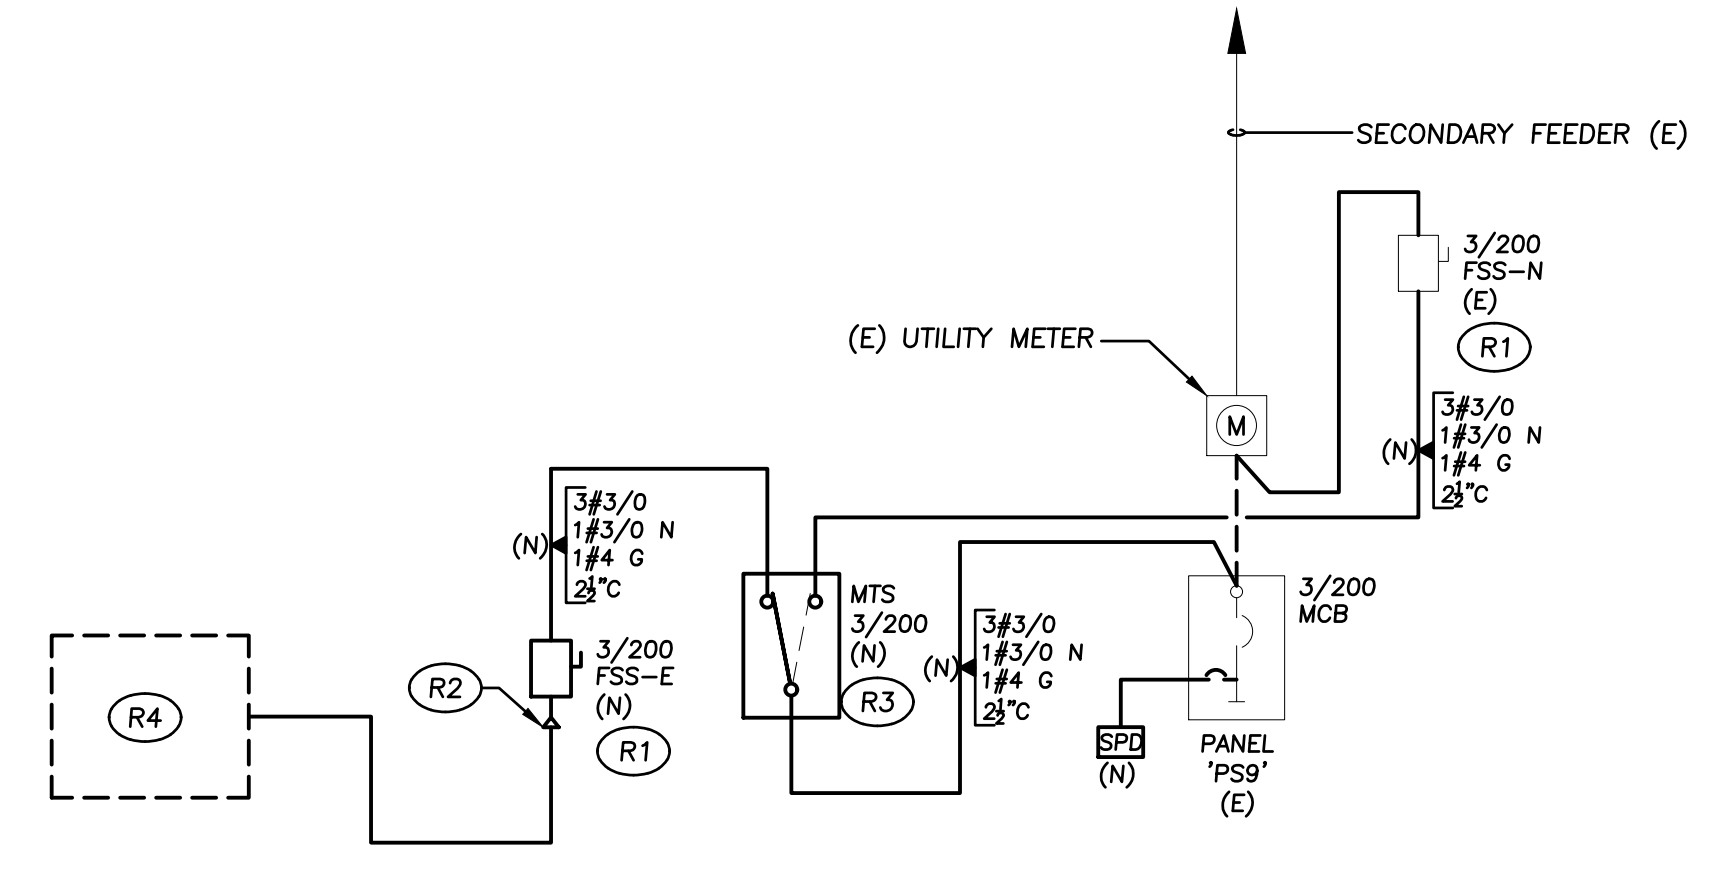 SECONDARY FEEDER (E)
3/200
FSS-N
(E)
R1
(E) UTILITY METER
M
(N)
3#3/0
1#3/0 N
1#4 G
2½"C
(N)
3#3/0
1#3/0 N
1#4 G
2½"C
MTS
3/200
(N)
R3
3/200
MCB
(N)
3#3/0
1#3/0 N
1#4 G
2½"C
3/200
FSS-E
(N)
R1
R2
R4
SPD
(N)
PANEL
'PS9'
(E)